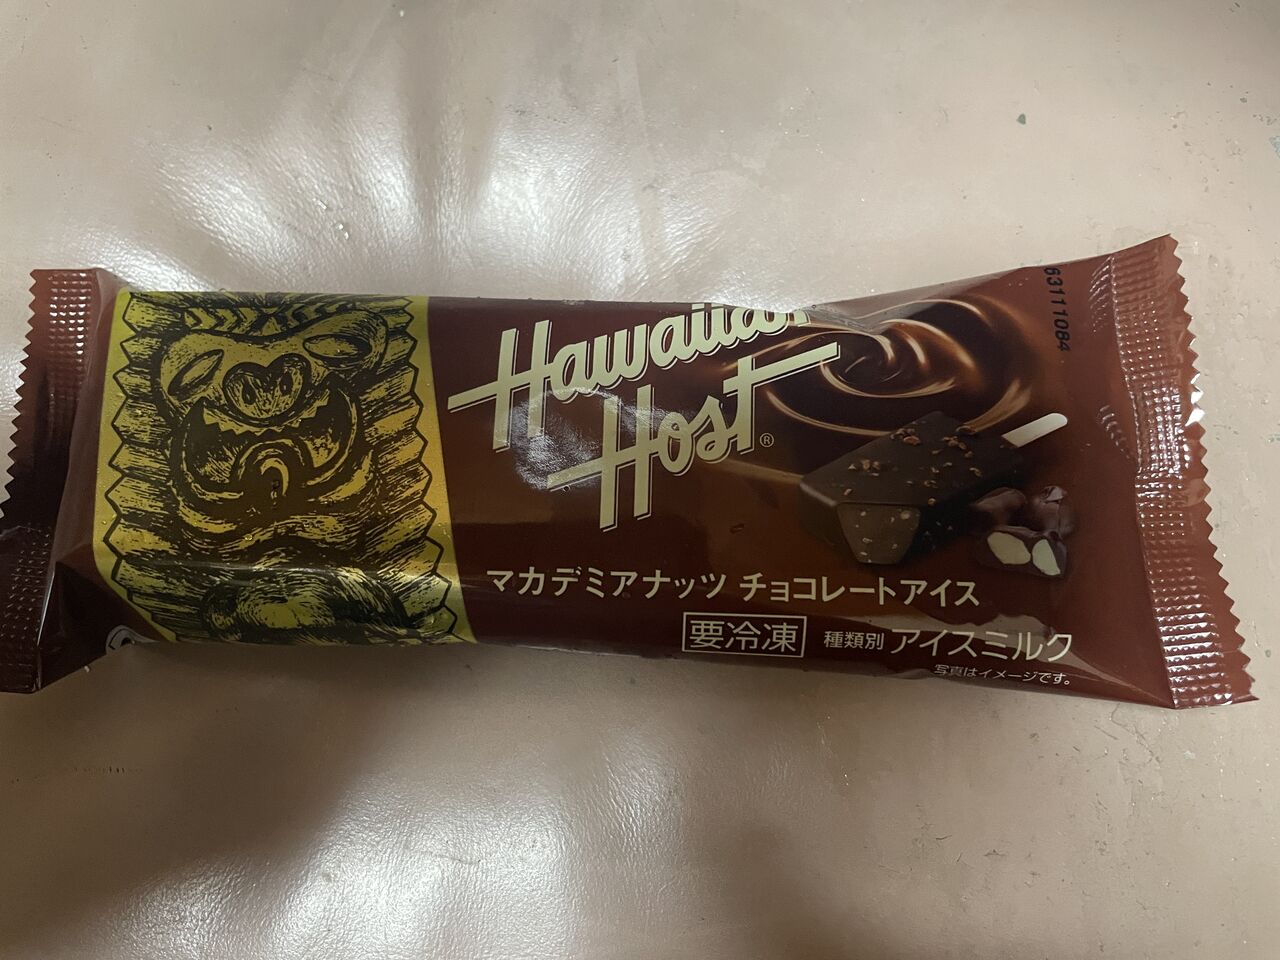 Hawaiian
Host®
マカデミアナッツ チョコレートアイス
要冷凍 種類別 アイスミルク
写真はイメージです。
63111084